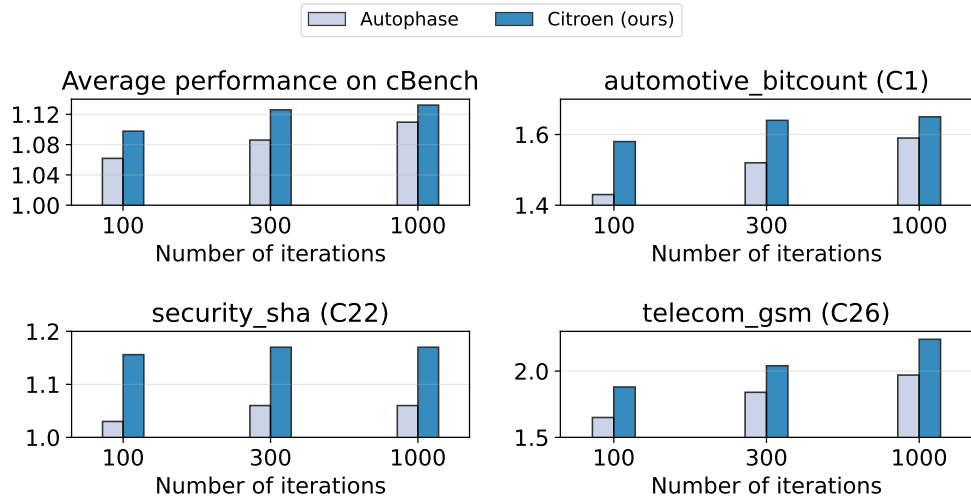 Autophase Citroen (ours)
Average performance on cBench
1.12
1.08
1.04
1.00
100 300 1000
Number of iterations
automotive_bitcount (C1)
1.6
1.4
100 300 1000
Number of iterations
security_sha (C22)
1.2
1.1
1.0
100 300 1000
Number of iterations
telecom_gsm (C26)
2.0
1.5
100 300 1000
Number of iterations